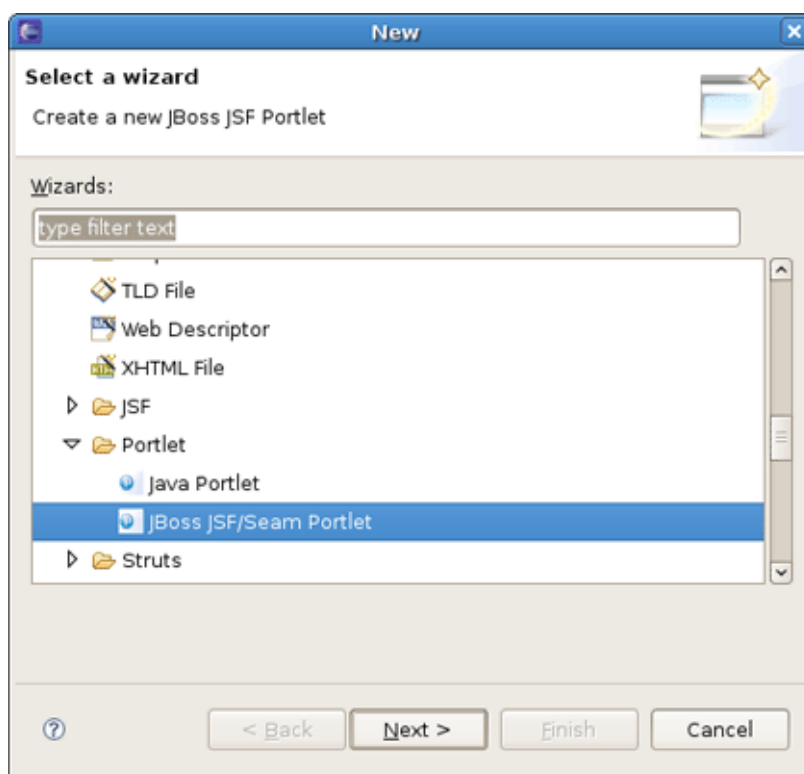 New
Select a wizard
Create a new JBoss JSF Portlet
Wizards:
type filter text
TLD File
Web Descriptor
XHTML File
JSF
Portlet
Java Portlet
JBoss JSF/Seam Portlet
Struts
< Back Next > Finish Cancel